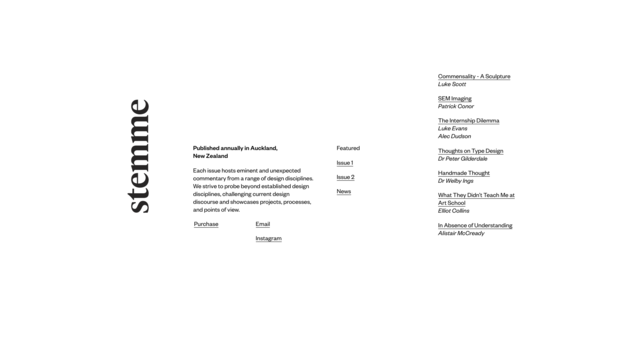 stemme
Published annually in Auckland,
New Zealand
Each issue hosts eminent and unexpected
commentary from a range of design disciplines.
We strive to probe beyond established design
disciplines, challenging current design
discourse and showcases projects, processes,
and points of view.
Purchase
Email
Instagram
Featured
Issue 1
Issue 2
News
Commensality - A Sculpture
Luke Scott
SEM Imaging
Patrick Conor
The Internship Dilemma
Luke Evans
Alec Dudson
Thoughts on Type Design
Dr Peter Gilderdale
Handmade Thought
Dr Welby Ings
What They Didn't Teach Me at
Art School
Elliot Collins
In Absence of Understanding
Alistair McCready